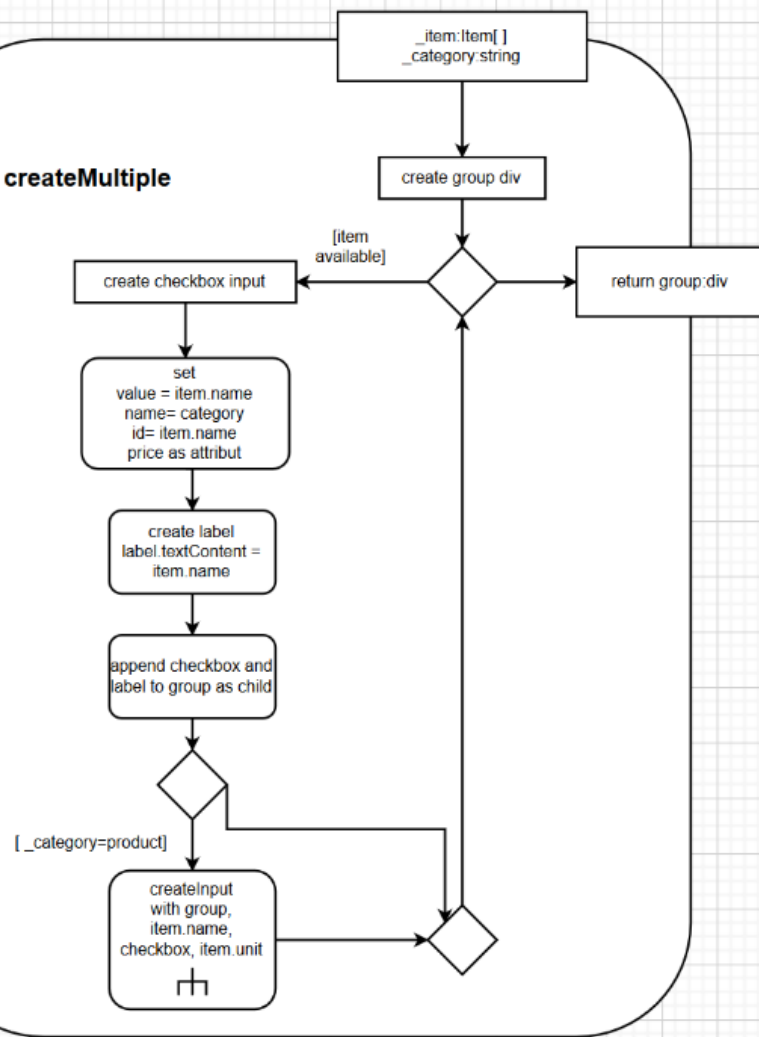 _item:Item[ ]
_category:string
createMultiple
create group div
[item
available]
create checkbox input
return group:div
set
value = item.name
name= category
id= item.name
price as attribut
create label
label.textContent =
item.name
append checkbox and
label to group as child
[ _category=product]
createInput
with group,
item.name,
checkbox, item.unit